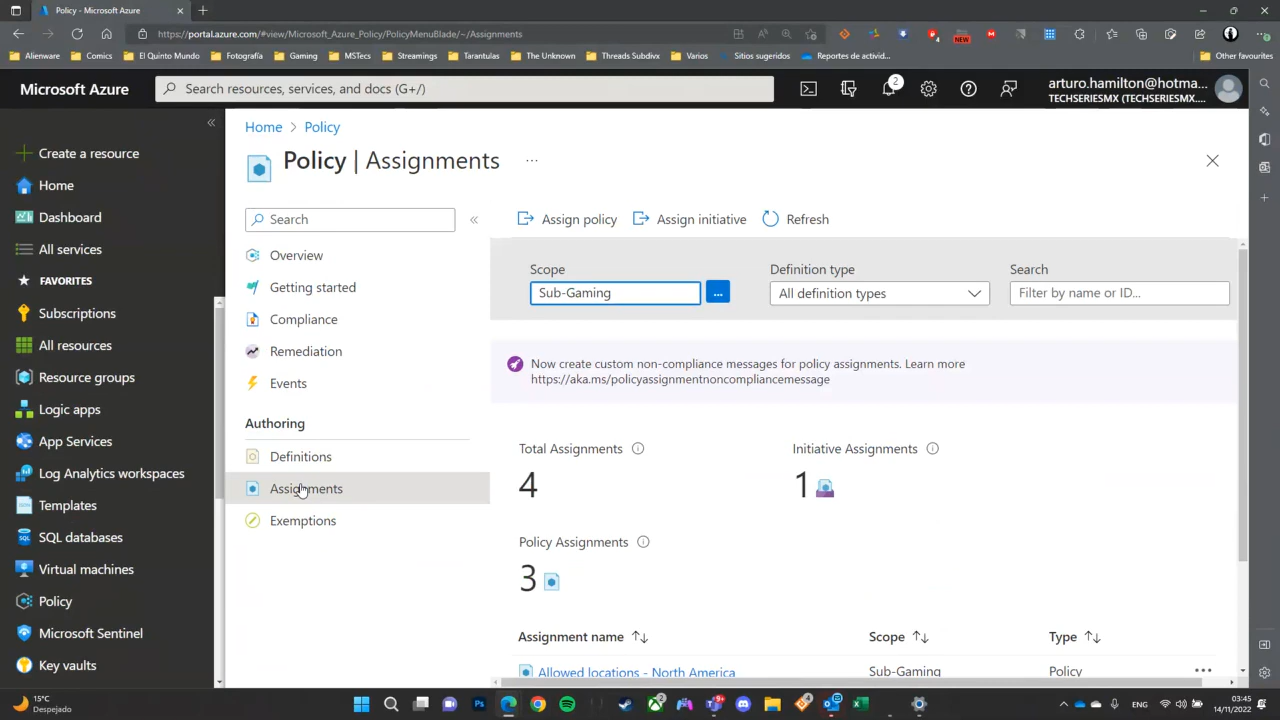 Policy - Microsoft Azure
https://portal.azure.com/#view/Microsoft_Azure_Policy/PolicyMenuBlade/~/Assignments
Alienware
Comics
El Quinto Mundo
Fotografía
Gaming
MSTecs
Streamings
Tarantulas
The Unknown
Threads Subdivx
Varios
Sitios sugeridos
Reportes de activid...
Other favourites
Microsoft Azure
Search resources, services, and docs (G+/)
2
arturo.hamilton@hotma...
TECHSERIESMX (TECHSERIESMX....
Create a resource
Home
Dashboard
All services
FAVORITES
Subscriptions
All resources
Resource groups
Logic apps
App Services
Log Analytics workspaces
Templates
SQL databases
Virtual machines
Policy
Microsoft Sentinel
Key vaults
Home > Policy
Policy | Assignments ...
Search
Overview
Getting started
Compliance
Remediation
Events
Authoring
Definitions
Assignments
Exemptions
Assign policy
Assign initiative
Refresh
Scope
Sub-Gaming
...
Definition type
All definition types
Search
Filter by name or ID...
Now create custom non-compliance messages for policy assignments. Learn more
https://aka.ms/policyassignmentnoncompliancemessage
Total Assignments
4
Initiative Assignments
1
Policy Assignments
3
Assignment name
Scope
Type
Allowed locations - North America
Sub-Gaming
Policy
15°C
Despejado
ENG
03:45
14/11/2022